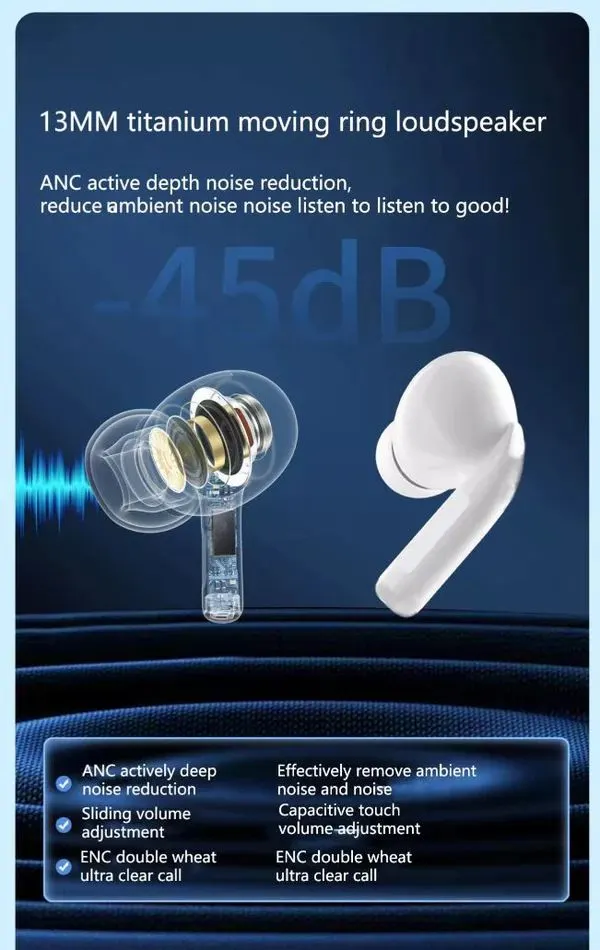 13MM titanium moving ring loudspeaker
ANC active depth noise reduction,
reduce ambient noise noise listen to listen to good!
-45dB
ANC actively deep
noise reduction
Effectively remove ambient
noise and noise
Sliding volume
adjustment
Capacitive touch
volume adjustment
ENC double wheat
ultra clear call
ENC double wheat
ultra clear call